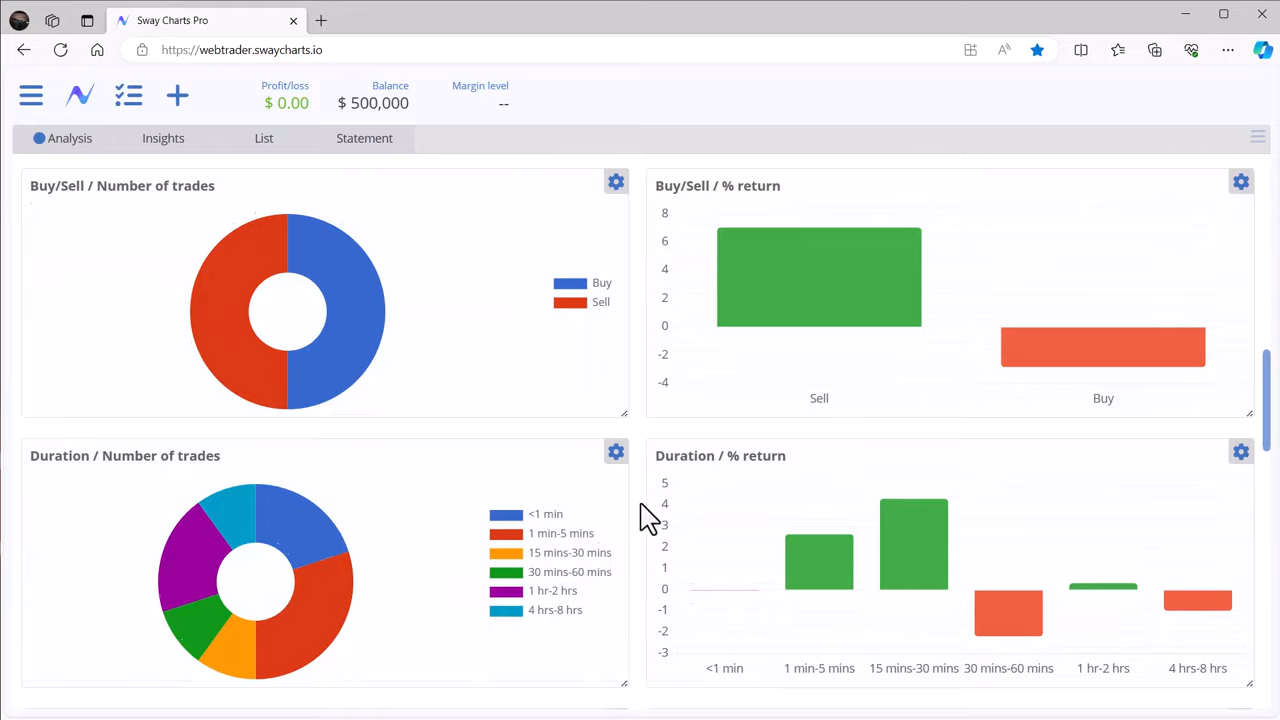 Sway Charts Pro
https://webtrader.swaycharts.io
Profit/loss
$ 0.00
Balance
$ 500,000
Margin level
--
Analysis
Insights
List
Statement
Buy/Sell / Number of trades
Buy
Sell
Buy/Sell / % return
8
6
4
2
0
-2
-4
Sell
Buy
Duration / Number of trades
<1 min
1 min-5 mins
15 mins-30 mins
30 mins-60 mins
1 hr-2 hrs
4 hrs-8 hrs
Duration / % return
5
4
3
2
1
0
-1
-2
-3
<1 min
1 min-5 mins
15 mins-30 mins
30 mins-60 mins
1 hr-2 hrs
4 hrs-8 hrs